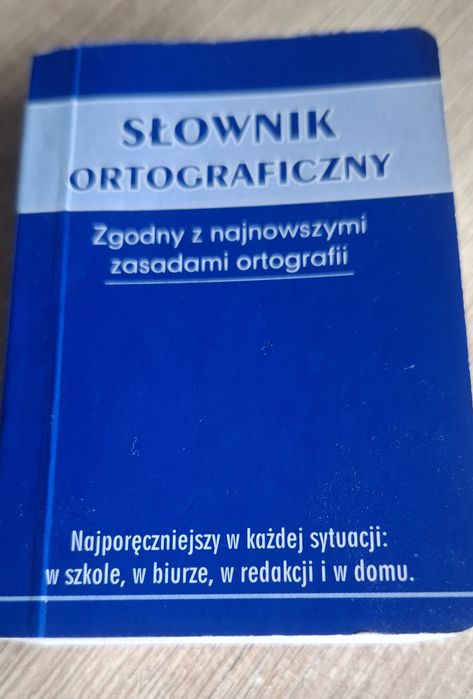 SŁOWNIK
ORTOGRAFICZNY
Zgodny z najnowszymi
zasadami ortografii
Najporęczniejszy w każdej sytuacji:
w szkole, w biurze, w redakcji i w domu.